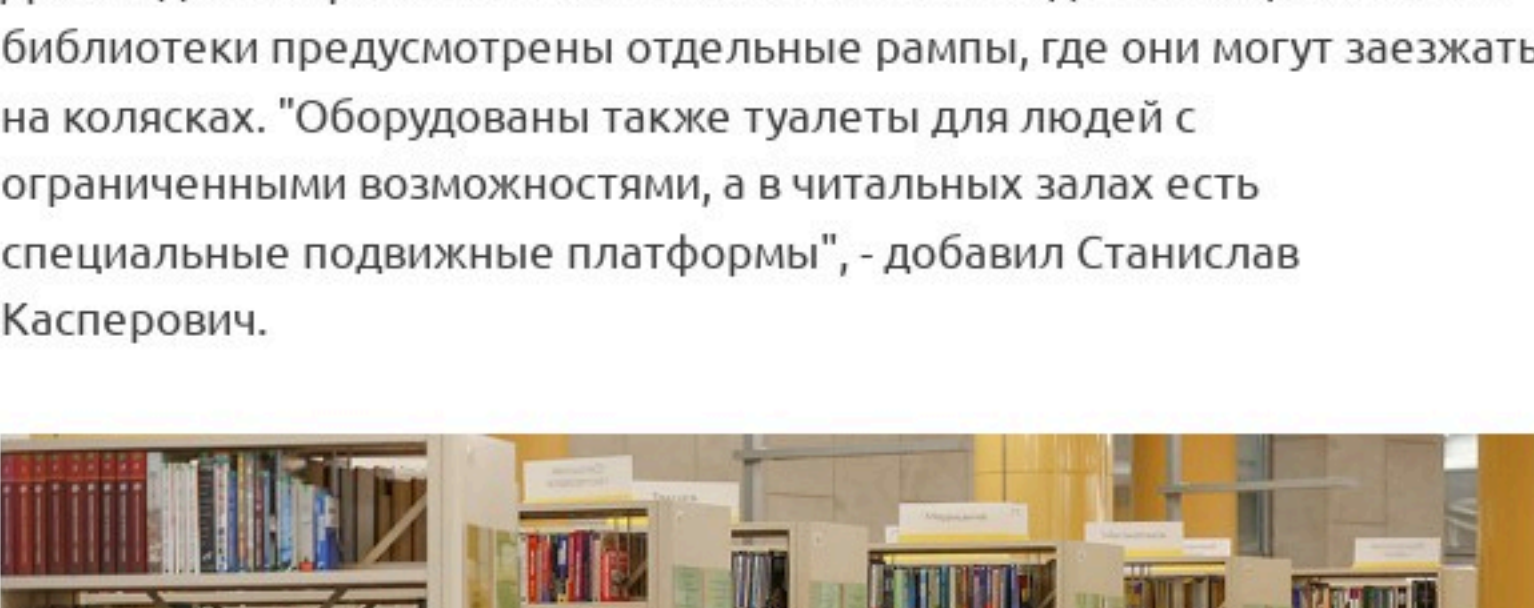 библиотеки предусмотрены отдельные рампы, где они могут заезжать
на колясках. "Оборудованы также туалеты для людей с
ограниченными возможностями, а в читальных залах есть
специальные подвижные платформы", - добавил Станислав
Касперович.